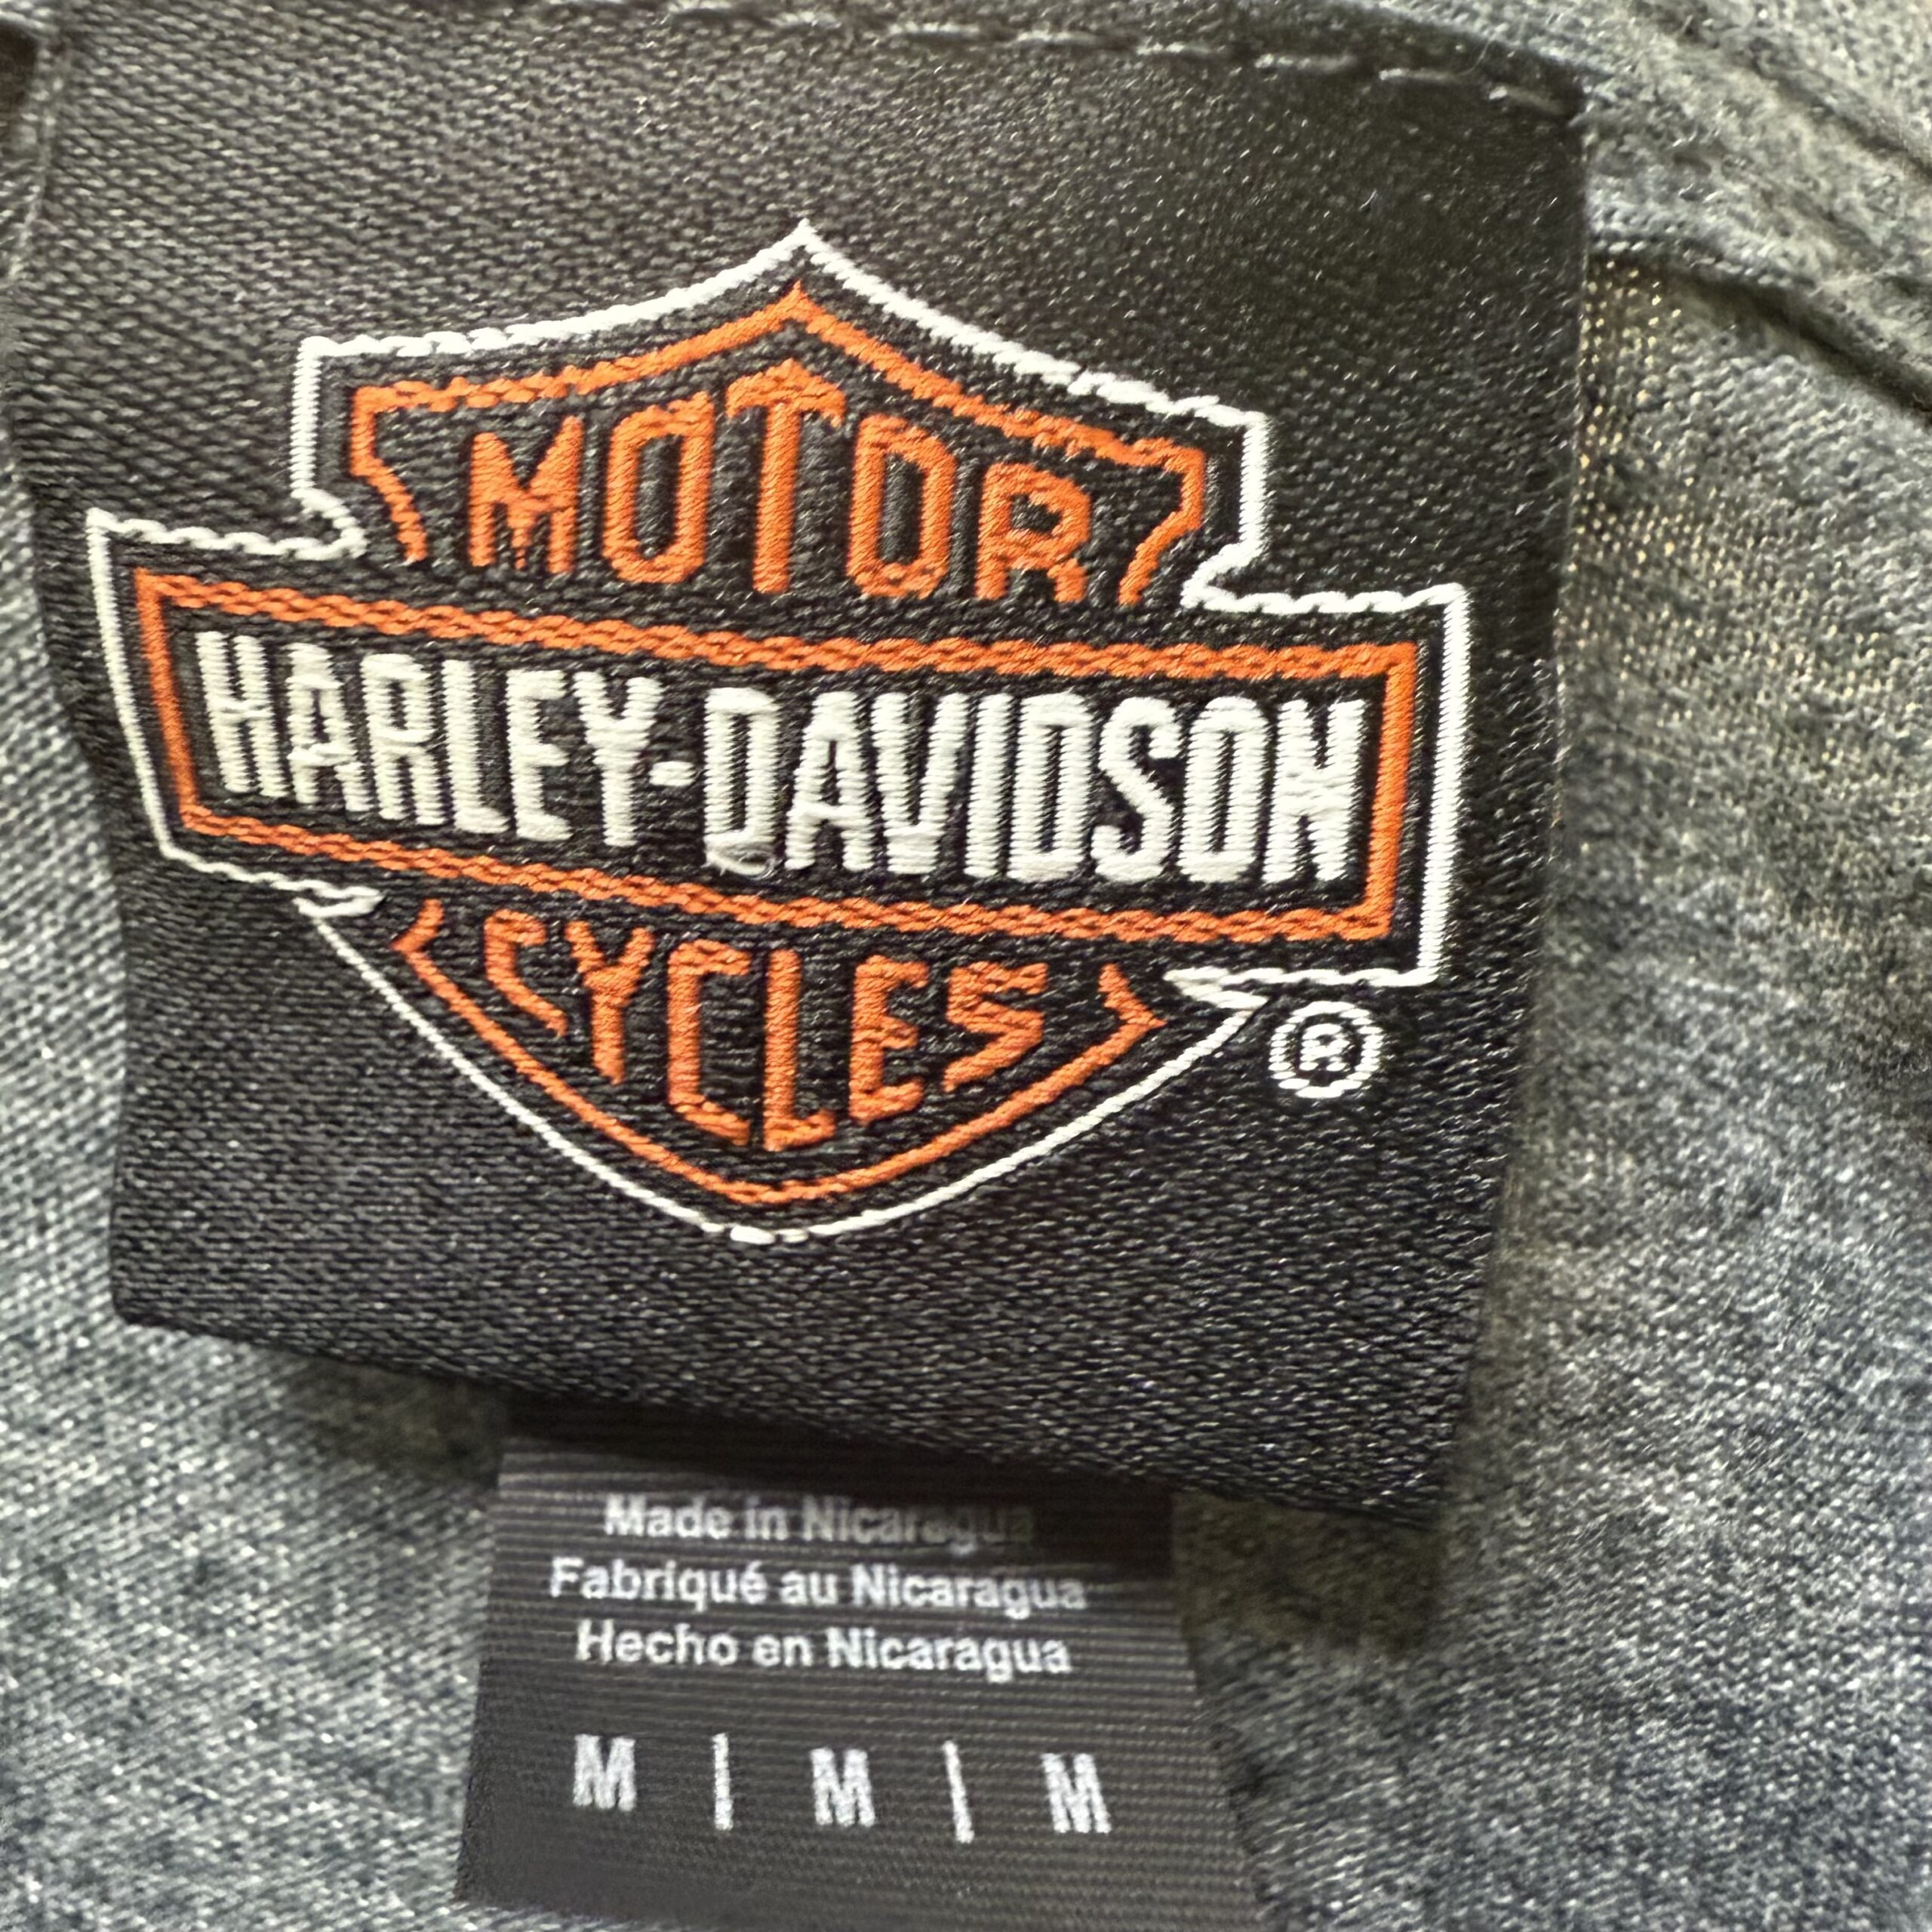 MOTOR
HARLEY-DAVIDSON
CYCLES
®
Made in Nicaragua
Fabriqué au Nicaragua
Hecho en Nicaragua
M | M | M